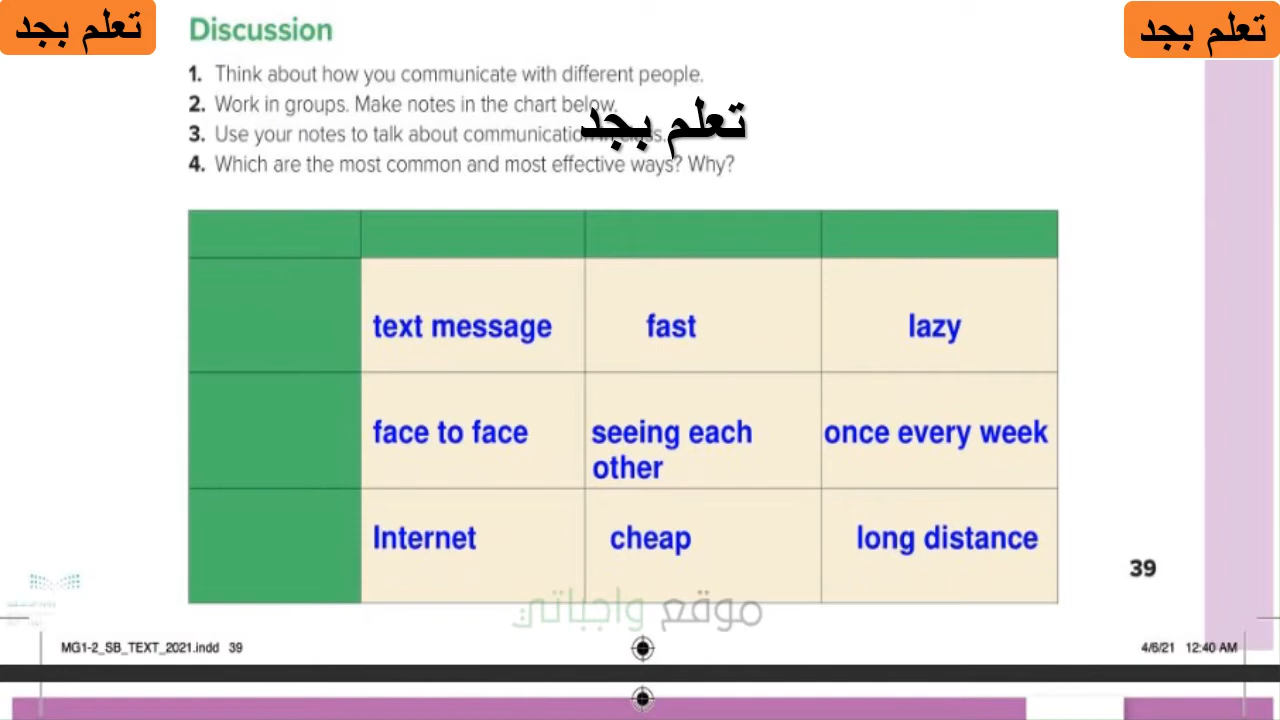 تعلم بجد
تعلم بجد
Discussion
1. Think about how you communicate with different people.
2. Work in groups. Make notes in the chart below.
تعلم بجد
3. Use your notes to talk about communication in class.
4. Which are the most common and most effective ways? Why?
text message fast lazy
face to face seeing each other once every week
Internet cheap long distance
39
موقع واجباتي
MG1-2_SB_TEXT_2021.indd 39
4/6/21 12:40 AM